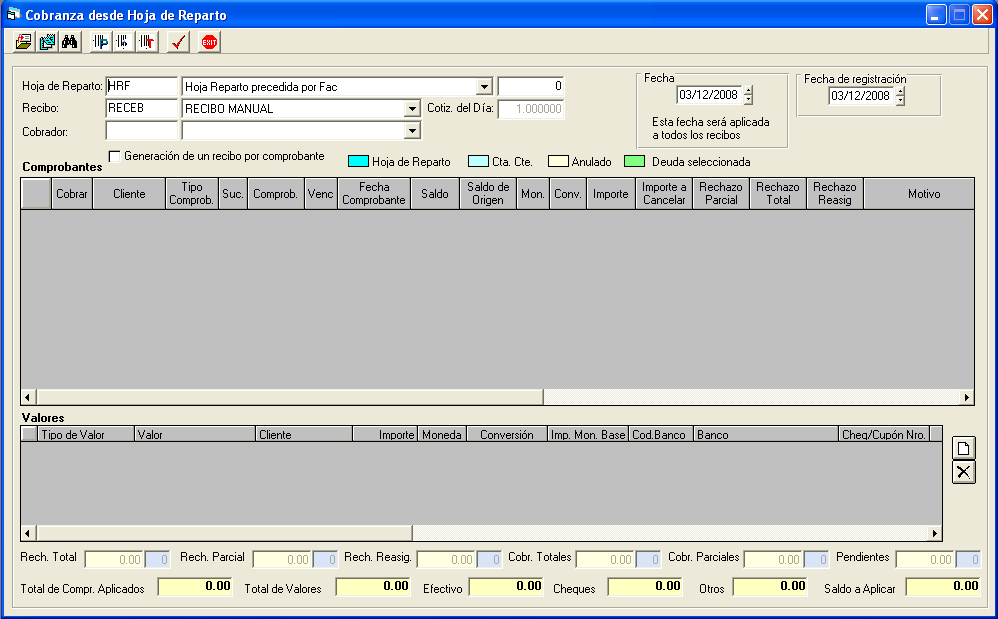 Cobranza desde Hoja de Reparto
EXIT
Hoja de Reparto: HRF Hoja Reparto precedida por Fac 0
Recibo: RECEB RECIBO MANUAL Cotiz. del Día: 1.000000
Cobrador:
Fecha
03/12/2008
Esta fecha será aplicada
a todos los recibos
Fecha de registración
03/12/2008
Generación de un recibo por comprobante
Hoja de Reparto Cta. Cte. Anulado Deuda seleccionada
Comprobantes
Cobrar Cliente Tipo Comprob. Suc. Comprob. Venc Fecha Comprobante Saldo Saldo de Origen Mon. Conv. Importe Importe a Cancelar Rechazo Parcial Rechazo Total Rechazo Reasig Motivo
Valores
Tipo de Valor Valor Cliente Importe Moneda Conversión Imp. Mon. Base Cod.Banco Banco Cheq/Cupón Nro.
Rech. Total 0.00 0 Rech. Parcial 0.00 0 Rech. Reasig. 0.00 0 Cobr. Totales 0.00 0 Cobr. Parciales 0.00 0 Pendientes 0.00 0
Total de Compr. Aplicados 0.00 Total de Valores 0.00 Efectivo 0.00 Cheques 0.00 Otros 0.00 Saldo a Aplicar 0.00